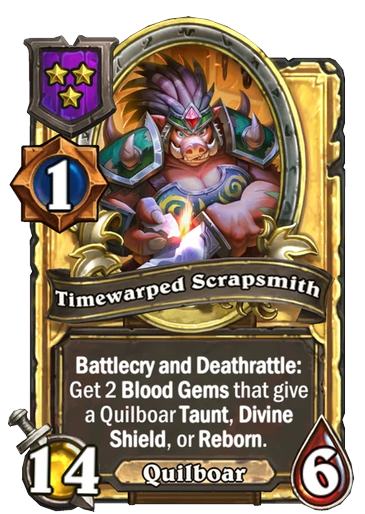 1
Timewarped Scrapsmith
Battlecry and Deathrattle:
Get 2 Blood Gems that give
a Quilboar Taunt, Divine
Shield, or Reborn.
14
Quilboar
6